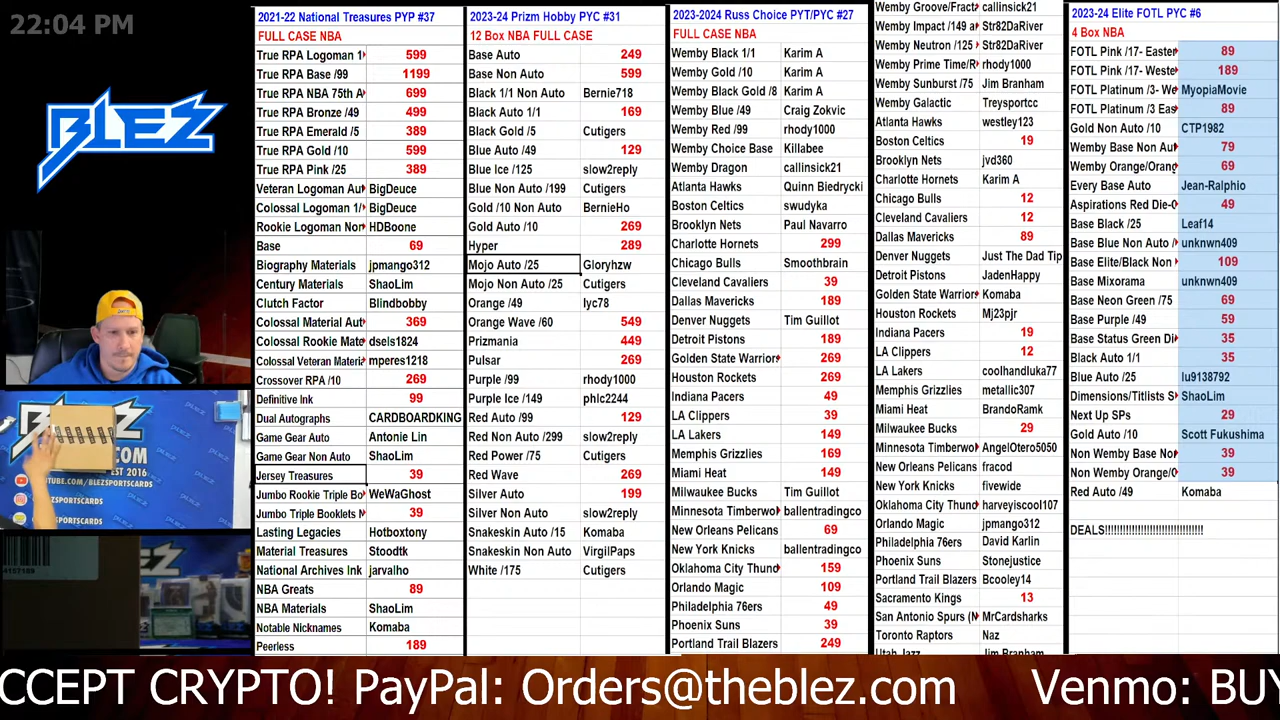 22:04 PM
BLEZ
BLEZ
EST 2016
YOUTUBE.COM/BLEZSPORTSCARDS
BLEZSPORTSCARDS
BLEZSPORTSCARDS
2021-22 National Treasures PYP #37
FULL CASE NBA
True RPA Logoman 1 599
True RPA Base /99 1199
True RPA NBA 75th A 699
True RPA Bronze /49 499
True RPA Emerald /5 389
True RPA Gold /10 599
True RPA Pink /25 389
Veteran Logoman Au BigDeuce
Colossal Logoman 1/ BigDeuce
Rookie Logoman Non HDBoone
Base 69
Biography Materials jpmango312
Century Materials ShaoLim
Clutch Factor Blindbobby
Colossal Material Aut 369
Colossal Rookie Mate dsels1824
Colossal Veteran Materi mperes1218
Crossover RPA /10 269
Definitive Ink 99
Dual Autographs CARDBOARDKING
Game Gear Auto Antonie Lin
Game Gear Non Auto ShaoLim
Jersey Treasures 39
Jumbo Rookie Triple Bo WeWaGhost
Jumbo Triple Booklets N 39
Lasting Legacies Hotboxtony
Material Treasures Stoodtk
National Archives Ink jarvalho
NBA Greats 89
NBA Materials ShaoLim
Notable Nicknames Komaba
Peerless 189
2023-24 Prizm Hobby PYC #31
12 Box NBA FULL CASE
Base Auto 249
Base Non Auto 599
Black 1/1 Non Auto Bernie718
Black Auto 1/1 169
Black Gold /5 Cutigers
Blue Auto /49 129
Blue Ice /125 slow2reply
Blue Non Auto /199 Cutigers
Gold /10 Non Auto BernieHo
Gold Auto /10 269
Hyper 289
Mojo Auto /25 Gloryhzw
Mojo Non Auto /25 Cutigers
Orange /49 lyc78
Orange Wave /60 549
Prizmania 449
Pulsar 269
Purple /99 rhody1000
Purple Ice /149 phlc2244
Red Auto /99 129
Red Non Auto /299 slow2reply
Red Power /75 Cutigers
Red Wave 269
Silver Auto 199
Silver Non Auto slow2reply
Snakeskin Auto /15 Komaba
Snakeskin Non Auto VirgilPaps
White /175 Cutigers
2023-2024 Russ Choice PYT/PYC #27
FULL CASE NBA
Wemby Black 1/1 Karim A
Wemby Gold /10 Karim A
Wemby Black Gold /8 Karim A
Wemby Blue /49 Craig Zokvic
Wemby Red /99 rhody1000
Wemby Choice Base Killabee
Wemby Dragon callinsick21
Atlanta Hawks Quinn Biedrycki
Boston Celtics swudyka
Brooklyn Nets Paul Navarro
Charlotte Hornets 299
Chicago Bulls Smoothbrain
Cleveland Cavaliers 39
Dallas Mavericks 189
Denver Nuggets Tim Guillot
Detroit Pistons 189
Golden State Warriors 269
Houston Rockets 269
Indiana Pacers 49
LA Clippers 39
LA Lakers 149
Memphis Grizzlies 169
Miami Heat 149
Milwaukee Bucks Tim Guillot
Minnesota Timberwo ballentradingco
New Orleans Pelicans 69
New York Knicks ballentradingco
Oklahoma City Thund 159
Orlando Magic 109
Philadelphia 76ers 49
Phoenix Suns 39
Portland Trail Blazers 249
Wemby Groove/Fract callinsick21
Wemby Impact /149 a Str82DaRiver
Wemby Neutron /125 Str82DaRiver
Wemby Prime Time/R rhody1000
Wemby Sunburst /75 Jim Branham
Wemby Galactic Treysportcc
Atlanta Hawks westley123
Boston Celtics 19
Brooklyn Nets jvd360
Charlotte Hornets Karim A
Chicago Bulls 12
Cleveland Cavaliers 12
Dallas Mavericks 89
Denver Nuggets Just The Dad Tip
Detroit Pistons JadenHappy
Golden State Warriors Komaba
Houston Rockets Mj23pjr
Indiana Pacers 19
LA Clippers 12
LA Lakers coolhandluka77
Memphis Grizzlies metallic307
Miami Heat BrandoRamk
Milwaukee Bucks 29
Minnesota Timberwo AngelOtero5050
New Orleans Pelicans fracod
New York Knicks fivewide
Oklahoma City Thund harveyiscool107
Orlando Magic jpmango312
Philadelphia 76ers David Karlin
Phoenix Suns Stonejustice
Portland Trail Blazers Bcooley14
Sacramento Kings 13
San Antonio Spurs (N MrCardsharks
Toronto Raptors Naz
Utah Jazz Jim Branham
2023-24 Elite FOTL PYC #6
4 Box NBA
FOTL Pink /17- Easter 89
FOTL Pink /17- Weste 189
FOTL Platinum /3- We MyopiaMovie
FOTL Platinum /3 Eas 89
Gold Non Auto /10 CTP1982
Wemby Base Non Au 79
Wemby Orange/Orang 69
Every Base Auto Jean-Ralphio
Aspirations Red Die-C 49
Base Black /25 Leaf14
Base Blue Non Auto / unknwn409
Base Elite/Black Non 109
Base Mixorama unknwn409
Base Neon Green /75 69
Base Purple /49 59
Base Status Green Di 35
Black Auto 1/1 35
Blue Auto /25 lu9138792
Dimensions/Titlists S ShaoLim
Next Up SPs 29
Gold Auto /10 Scott Fukushima
Non Wemby Base No 39
Non Wemby Orange/O 39
Red Auto /49 Komaba
DEALS!!!!!!!!!!!!!!!!!!!!!!!!!!!!!!!!!
CCEPT CRYPTO! PayPal: Orders@theblez.com Venmo: BU